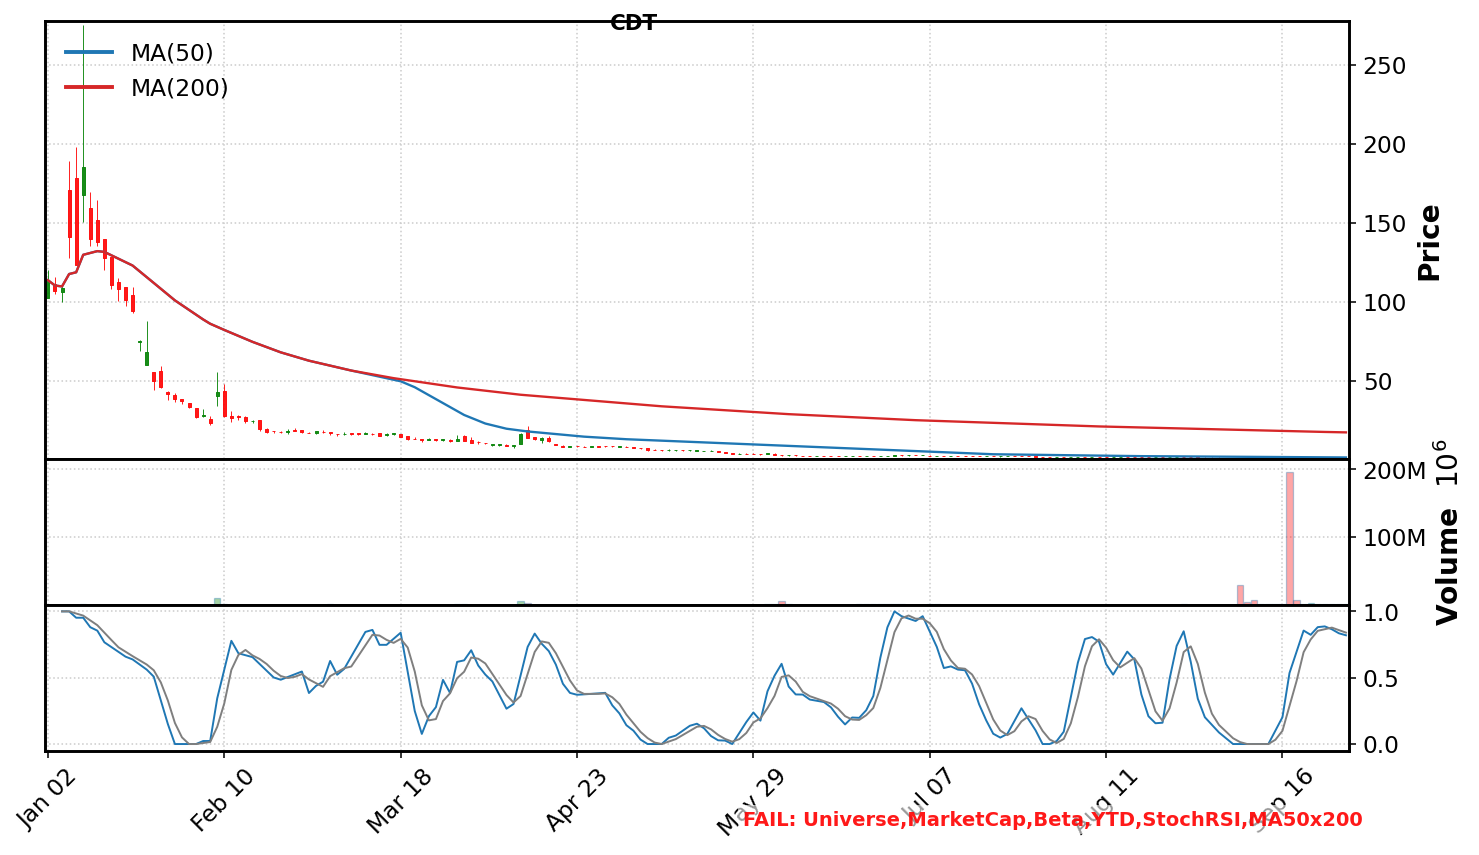 CDT
MA(50)
MA(200)
250
200
150
100
50
Price
200M
100M
Volume 10^6
1.0
0.5
0.0
Jan 02
Feb 10
Mar 18
Apr 23
May 29
Jul 07
Aug 11
Sep 16
FAIL: Universe,MarketCap,Beta,YTD,StochRSI,MA50x200